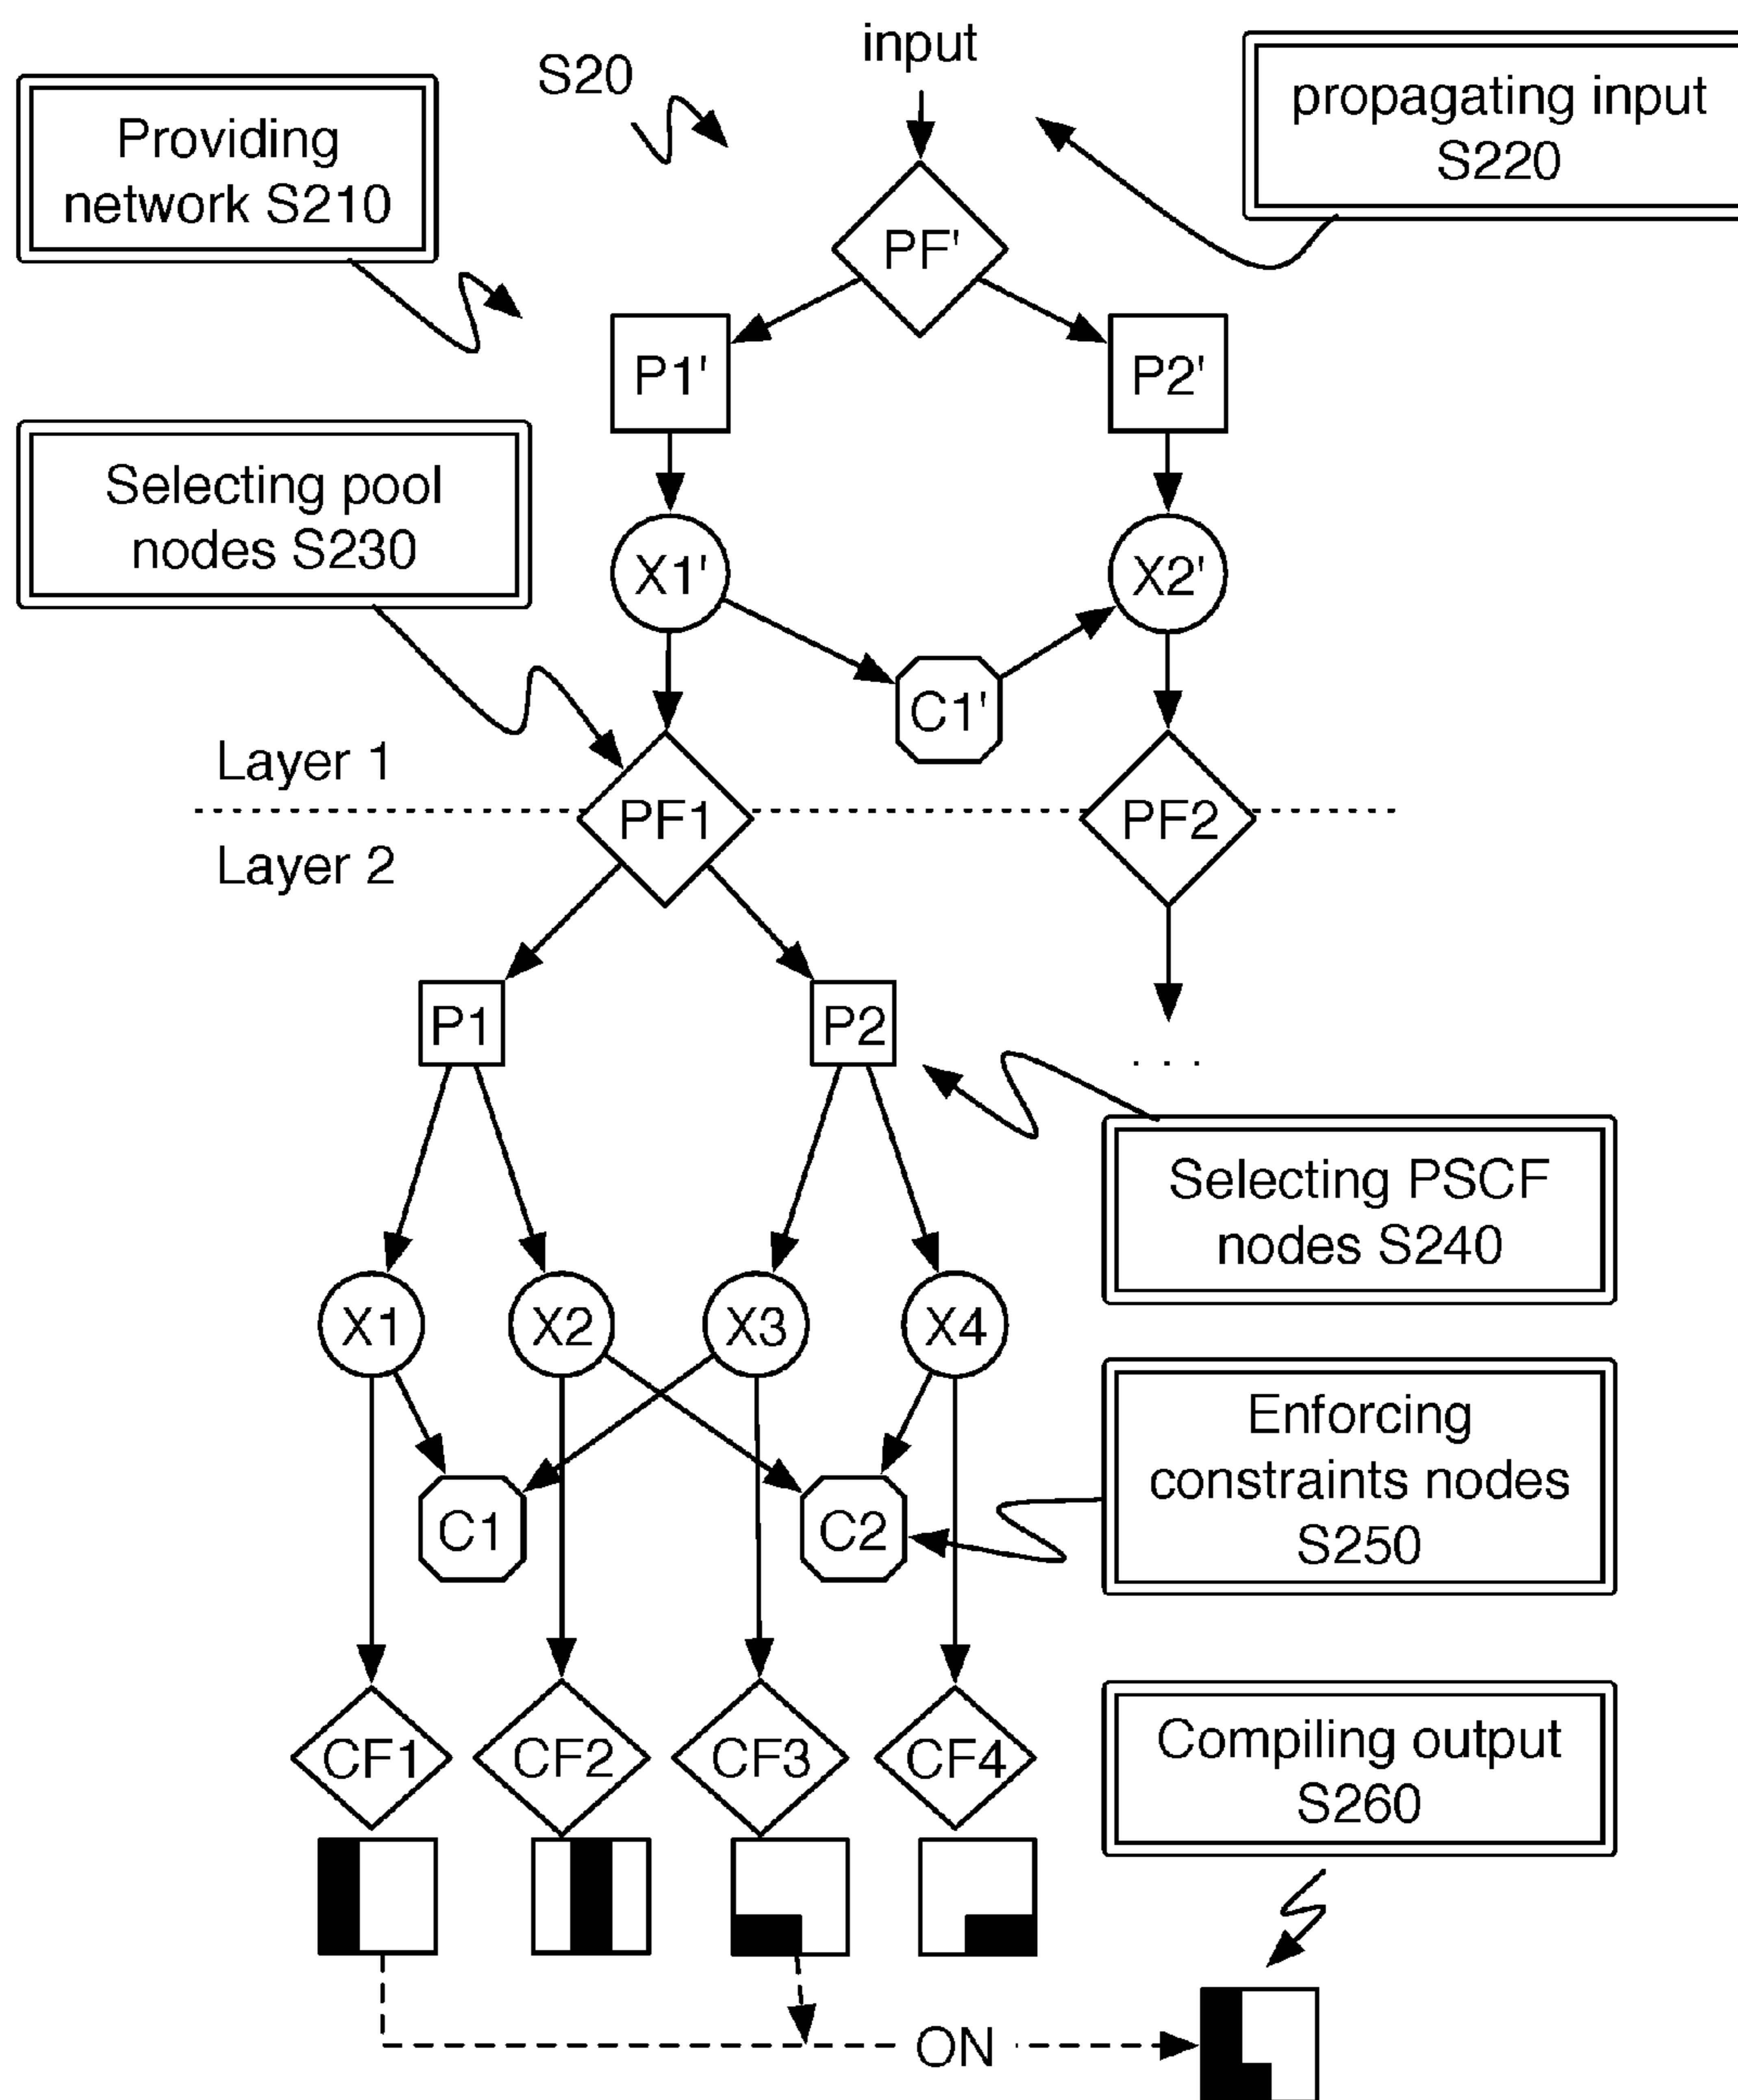 input
S20
propagating input
S220
Providing
network S210
PF'
P1'
P2'
Selecting pool
nodes S230
X1'
X2'
C1'
Layer 1
PF1
PF2
Layer 2
P1
P2
. . .
Selecting PSCF
nodes S240
X1
X2
X3
X4
Enforcing
constraints nodes
S250
C1
C2
CF1
CF2
CF3
CF4
Compiling output
S260
ON